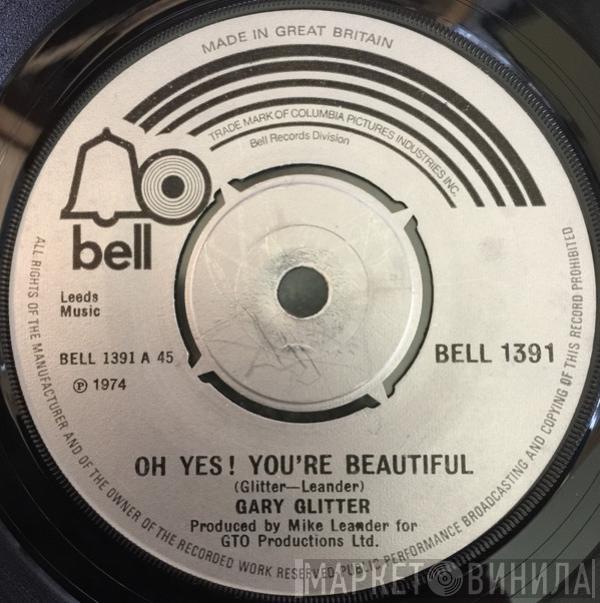 MADE IN GREAT BRITAIN
TRADE MARK OF COLUMBIA PICTURES INDUSTRIES INC.
Bell Records Division
bell
Leeds
Music
BELL 1391 A 45
℗ 1974
BELL 1391
OH YES! YOU'RE BEAUTIFUL
(Glitter—Leander)
GARY GLITTER
Produced by Mike Leander for
GTO Productions Ltd.
ALL RIGHTS OF THE MANUFACTURER AND OF THE OWNER OF THE RECORDED WORK RESERVED. PUBLIC PERFORMANCE BROADCASTING AND COPYING OF THIS RECORD PROHIBITED
МАРКЕТ ВИНИЛА